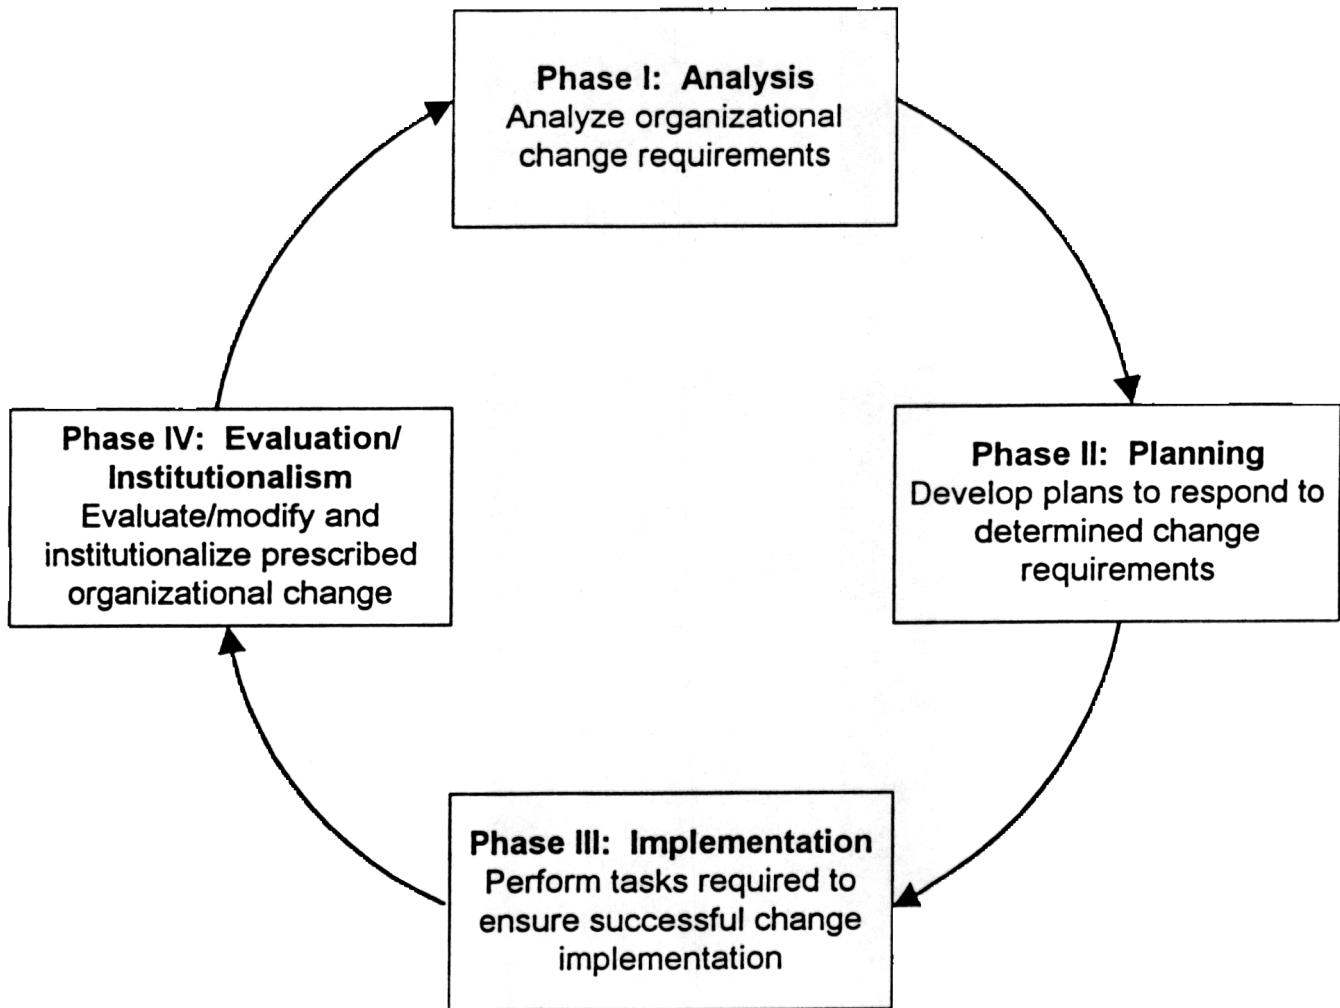 Phase I:  Analysis
Analyze organizational
change requirements
Phase II:  Planning
Develop plans to respond to
determined change
requirements
Phase III:  Implementation
Perform tasks required to
ensure successful change
implementation
Phase IV:  Evaluation/
Institutionalism
Evaluate/modify and
institutionalize prescribed
organizational change